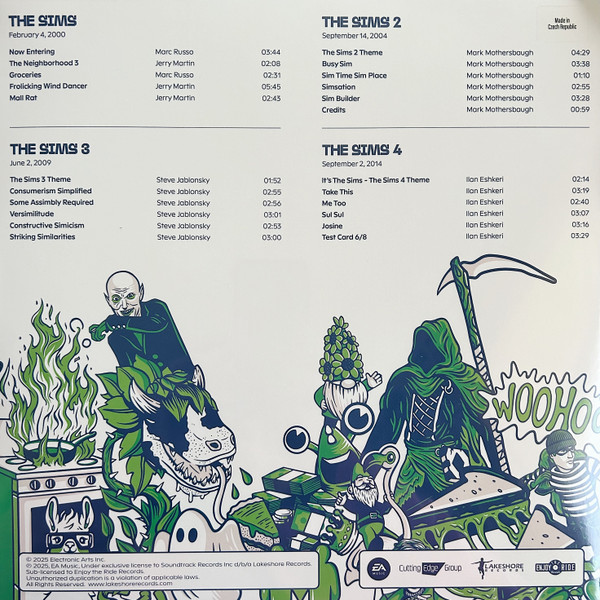 THE SIMS
February 4, 2000
Now Entering Marc Russo 03:44
The Neighborhood 3 Jerry Martin 02:08
Groceries Marc Russo 02:31
Frolicking Wind Dancer Jerry Martin 05:45
Mall Rat Jerry Martin 02:43
THE SIMS 2
September 14, 2004
The Sims 2 Theme Mark Mothersbaugh 04:29
Busy Sim Mark Mothersbaugh 03:38
Sim Time Sim Place Mark Mothersbaugh 01:10
Simsation Mark Mothersbaugh 02:55
Sim Builder Mark Mothersbaugh 03:28
Credits Mark Mothersbaugh 00:59
Made in
Czech Republic
THE SIMS 3
June 2, 2009
The Sims 3 Theme Steve Jablonsky 01:52
Consumerism Simplified Steve Jablonsky 02:55
Some Assimbly Required Steve Jablonsky 02:56
Versimilitude Steve Jablonsky 03:01
Constructive Simicism Steve Jablonsky 02:53
Striking Similarities Steve Jablonsky 03:00
THE SIMS 4
September 2, 2014
It's The Sims - The Sims 4 Theme Ilan Eshkeri 02:14
Take This Ilan Eshkeri 03:19
Me Too Ilan Eshkeri 02:40
Sul Sul Ilan Eshkeri 03:07
Josine Ilan Eshkeri 03:16
Test Card 6/8 Ilan Eshkeri 03:29
WOOHOO
© 2025 Electronic Arts Inc.
© 2025, EA Music, Under exclusive license to Soundtrack Records Inc d/b/a Lakeshore Records.
Sub-licensed to Enjoy the Ride Records.
Unauthorized duplication is a violation of applicable laws.
All Rights Reserved. www.lakeshorerecords.com
EA
MUSIC
Cutting Edge Group
LAKESHORE
RECORDS
ENJOY RIDE